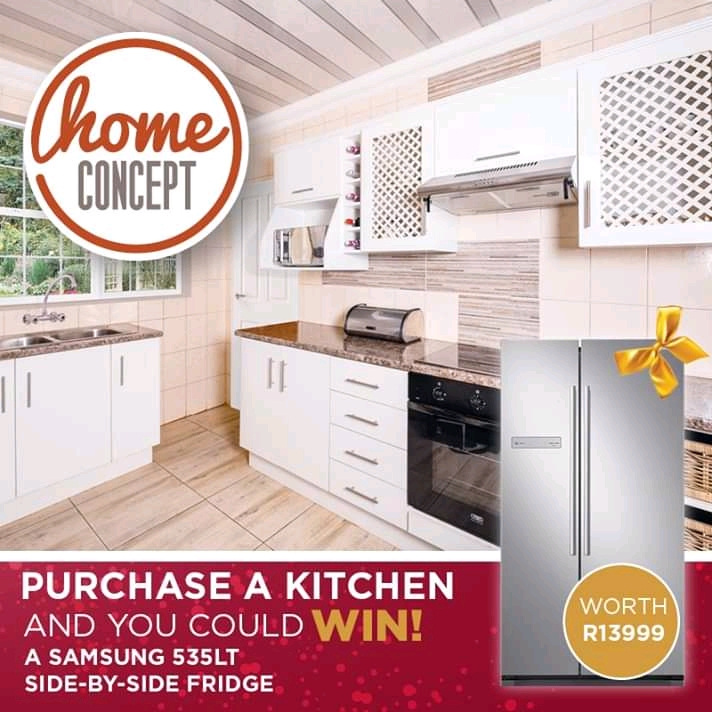 home
CONCEPT
PURCHASE A KITCHEN
AND YOU COULD WIN!
A SAMSUNG 535LT
SIDE-BY-SIDE FRIDGE
WORTH
R13999